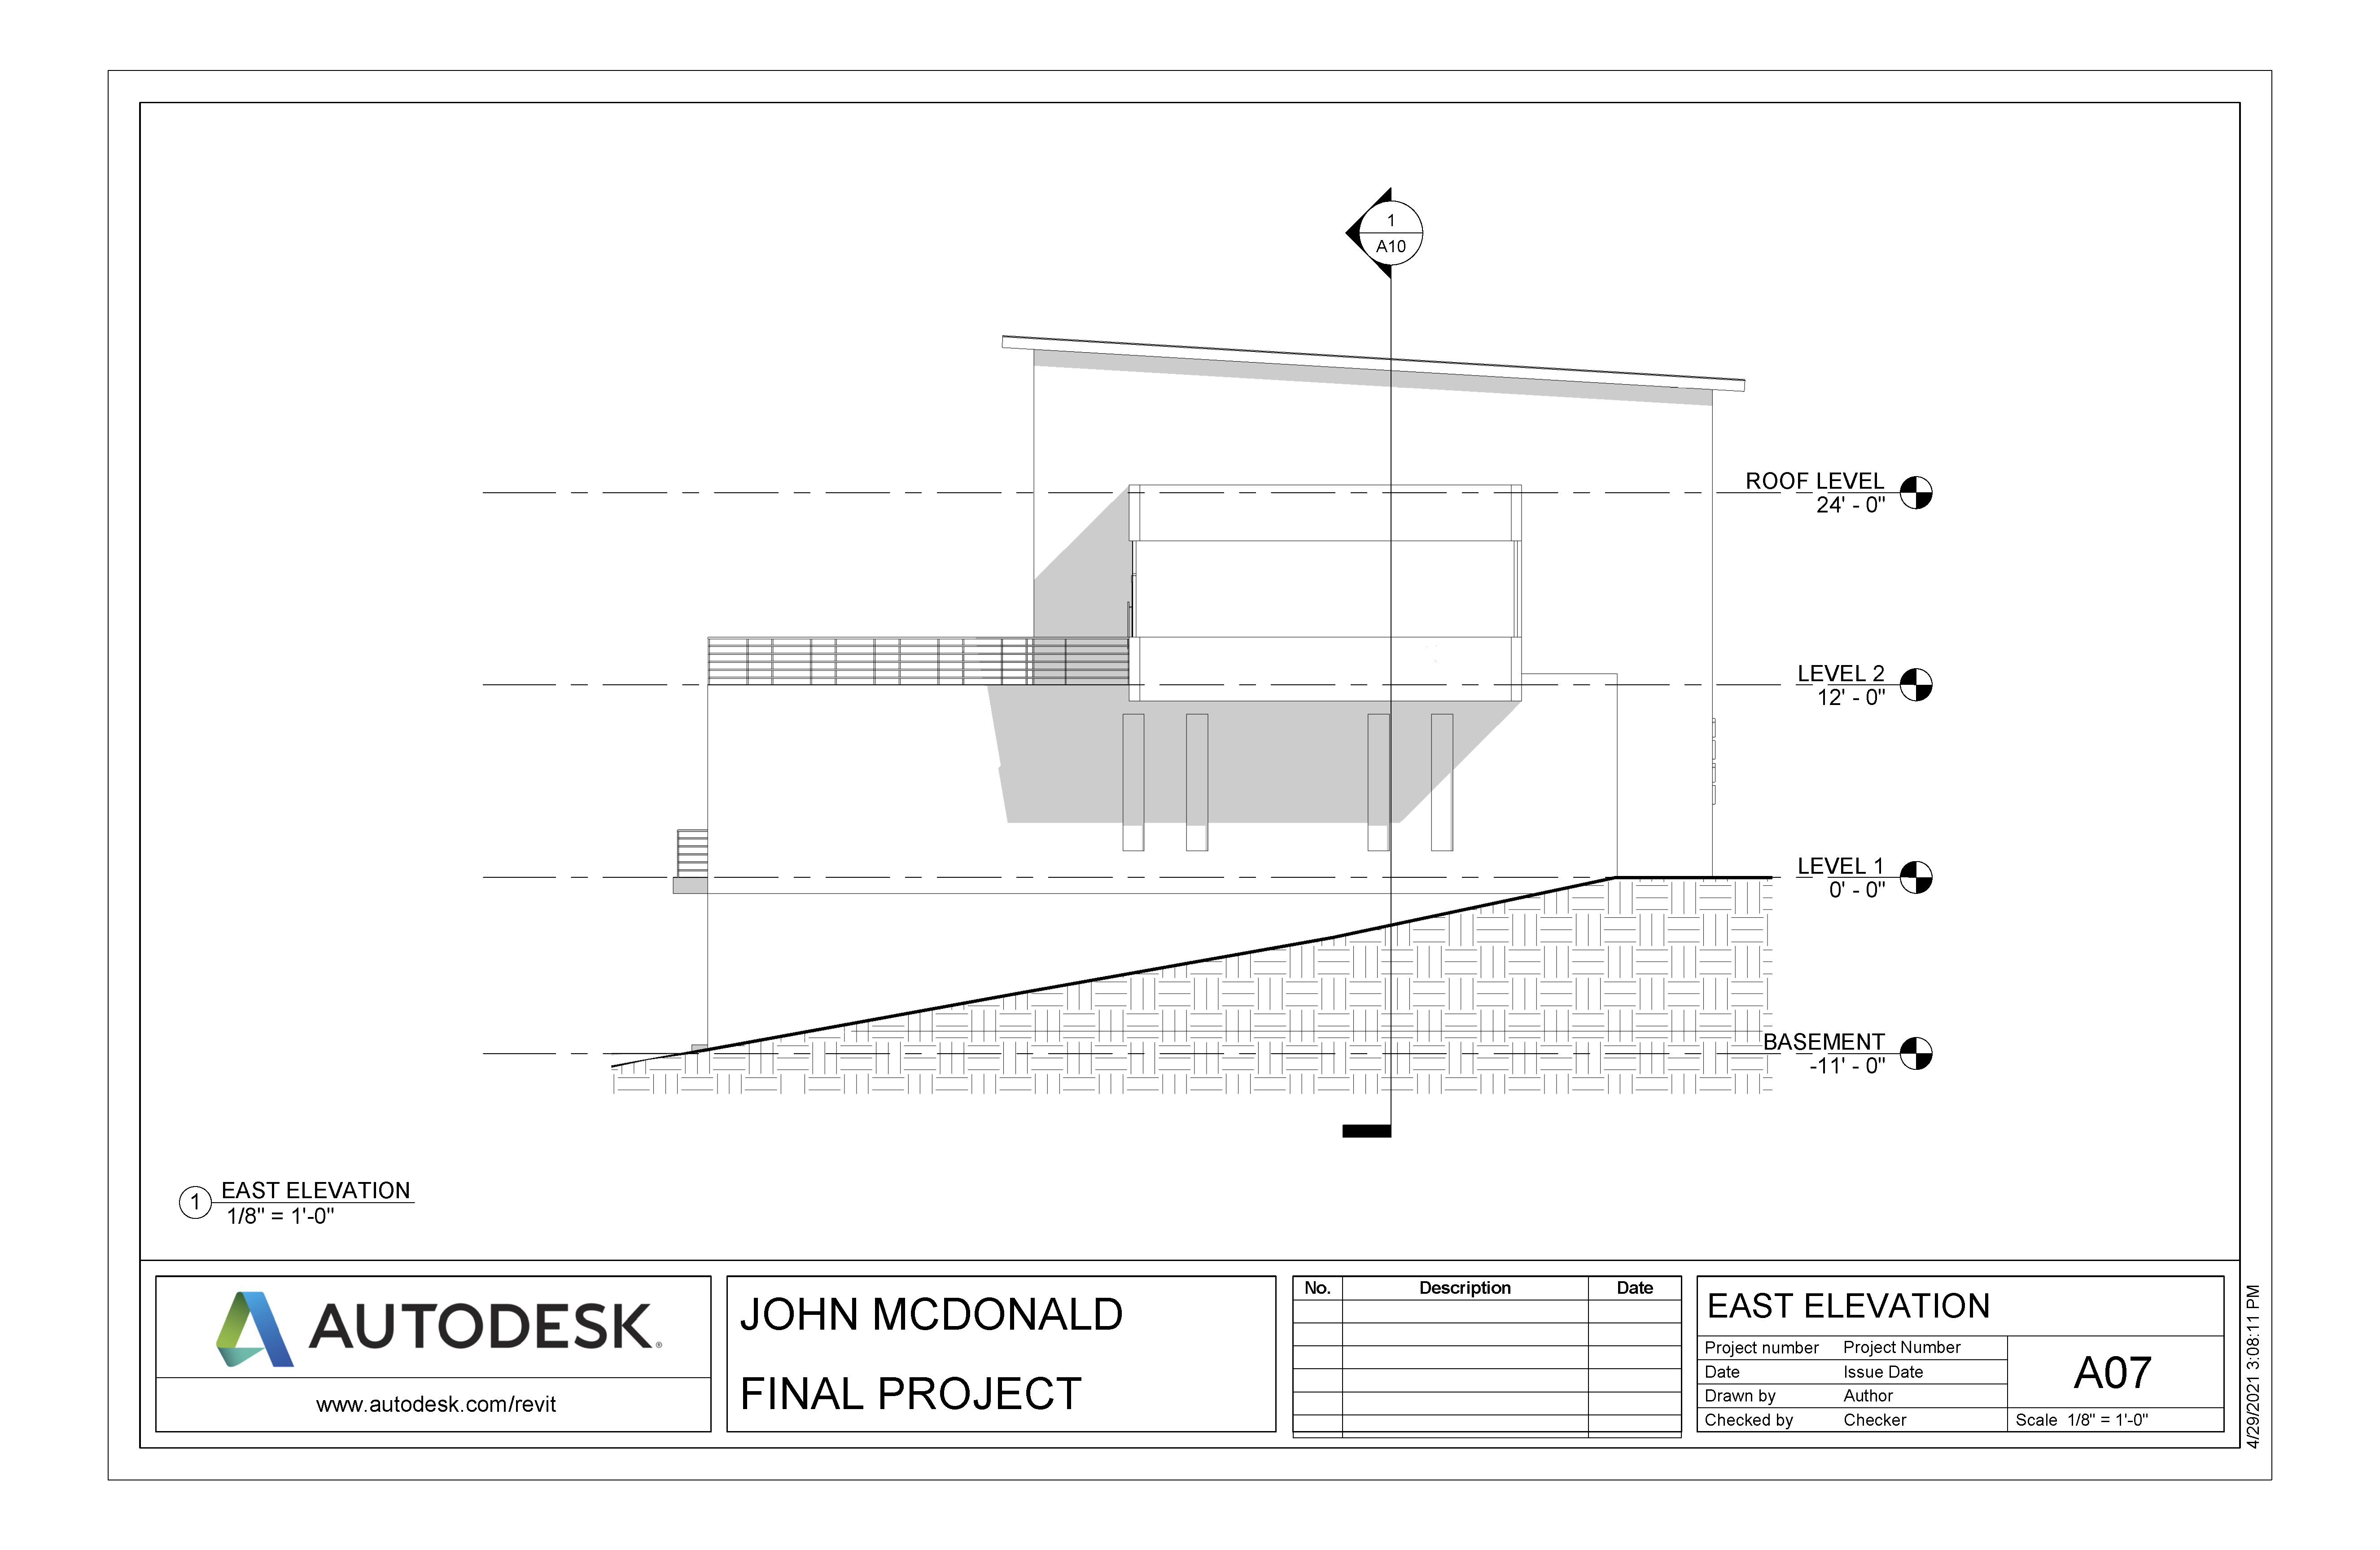 1
A10
ROOF LEVEL
24' - 0"
LEVEL 2
12' - 0"
LEVEL 1
0' - 0"
BASEMENT
-11' - 0"
1
EAST ELEVATION
1/8" = 1'-0"
AUTODESK®
www.autodesk.com/revit
JOHN MCDONALD
FINAL PROJECT
No. Description Date
EAST ELEVATION
Project number Project Number
Date Issue Date
Drawn by Author
Checked by Checker
A07
Scale 1/8" = 1'-0"
4/29/2021 3:08:11 PM